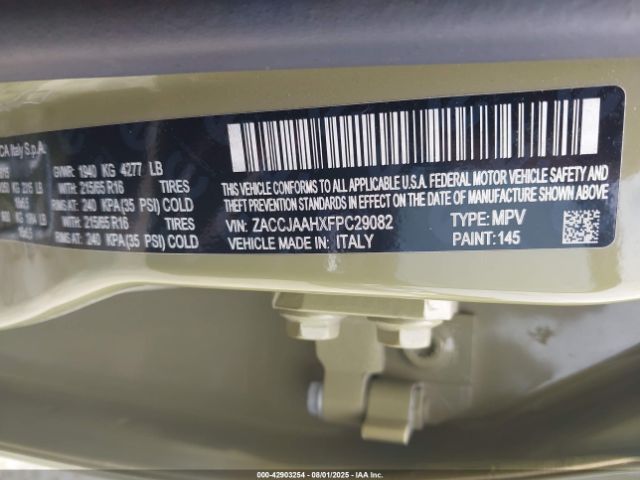 CA Italy S.p.A.
GVWR: 1940 KG 4277 LB
WITH: 215/65 R16 TIRES
RIMS AT: 240 KPA(35 PSI) COLD
WITH: 215/65 R16 TIRES
RIMS AT: 240 KPA(35 PSI) COLD
THIS VEHICLE CONFORMS TO ALL APPLICABLE U.S.A. FEDERAL MOTOR VEHICLE SAFETY AND
THEFT PREVENTION STANDARDS IN EFFECT ON THE DATE OF MANUFACTURE SHOWN ABOVE.
VIN: ZACCJAAHXFPC29082 TYPE: MPV
VEHICLE MADE IN: ITALY PAINT: 145
000-42903254 - 08/01/2025 - IAA, Inc.